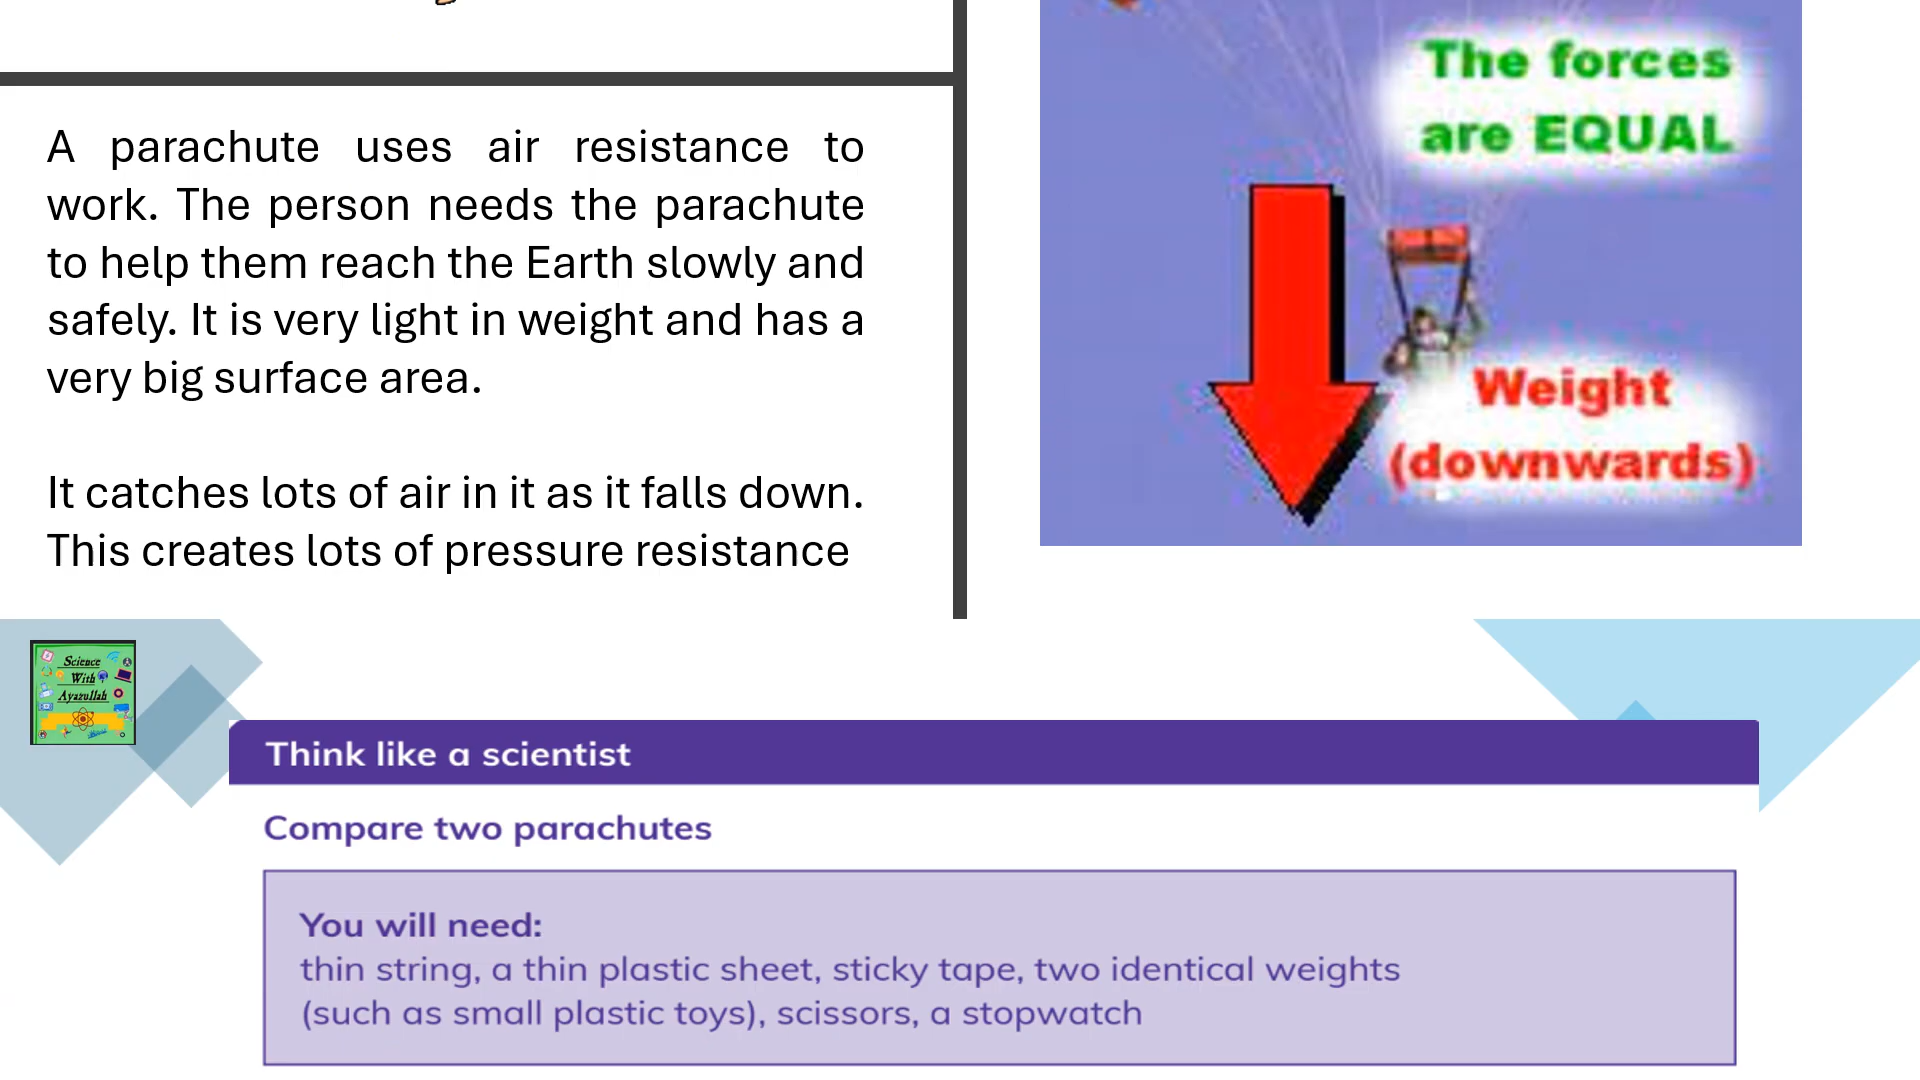 A parachute uses air resistance to
work. The person needs the parachute
to help them reach the Earth slowly and
safely. It is very light in weight and has a
very big surface area.
It catches lots of air in it as it falls down.
This creates lots of pressure resistance
The forces
are EQUAL
Weight
(downwards)
Science
With
Ayazullah
Think like a scientist
Compare two parachutes
You will need:
thin string, a thin plastic sheet, sticky tape, two identical weights
(such as small plastic toys), scissors, a stopwatch